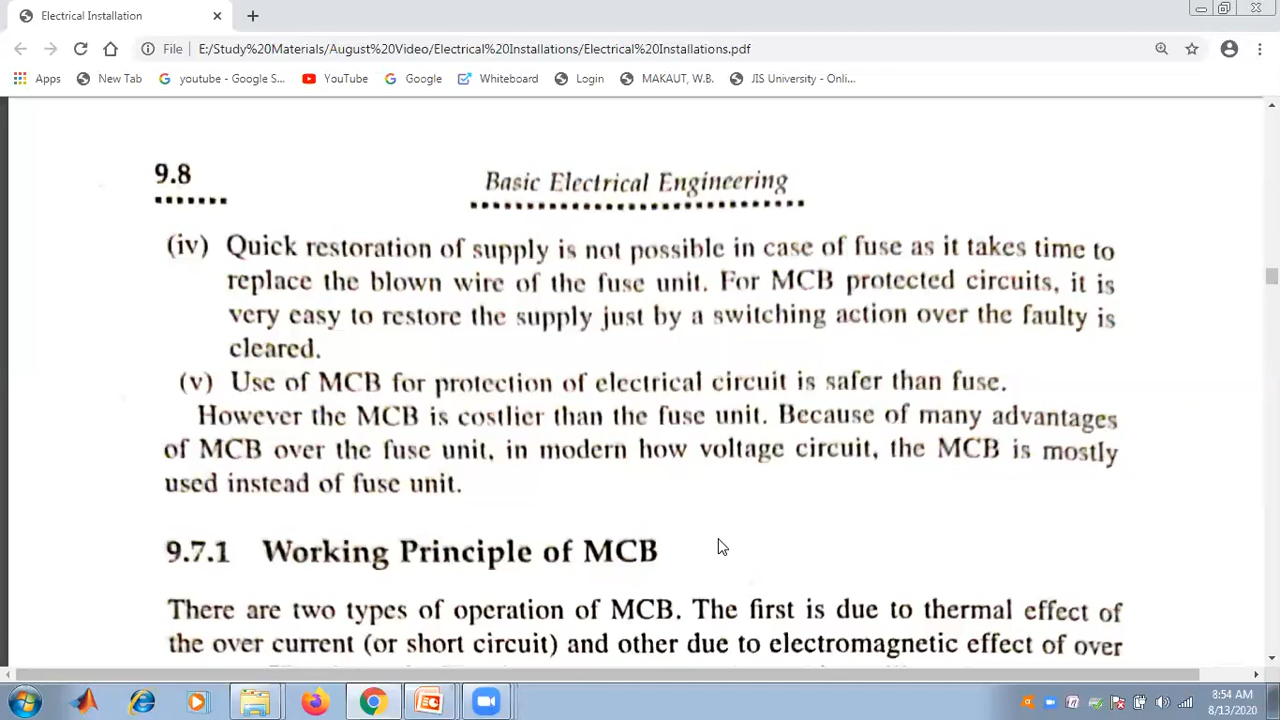 Electrical Installation
File | E:/Study%20Materials/August%20Video/Electrical%20Installations/Electrical%20Installations.pdf
Apps New Tab youtube - Google S... YouTube Google Whiteboard Login MAKAUT, W.B. JIS University - Onli...
9.8 Basic Electrical Engineering
(iv) Quick restoration of supply is not possible in case of fuse as it takes time to
replace the blown wire of the fuse unit. For MCB protected circuits, it is
very easy to restore the supply just by a switching action over the faulty is
cleared.
(v) Use of MCB for protection of electrical circuit is safer than fuse.
However the MCB is costlier than the fuse unit. Because of many advantages
of MCB over the fuse unit, in modern how voltage circuit, the MCB is mostly
used instead of fuse unit.
9.7.1 Working Principle of MCB
There are two types of operation of MCB. The first is due to thermal effect of
the over current (or short circuit) and other due to electromagnetic effect of over
8:54 AM
8/13/2020